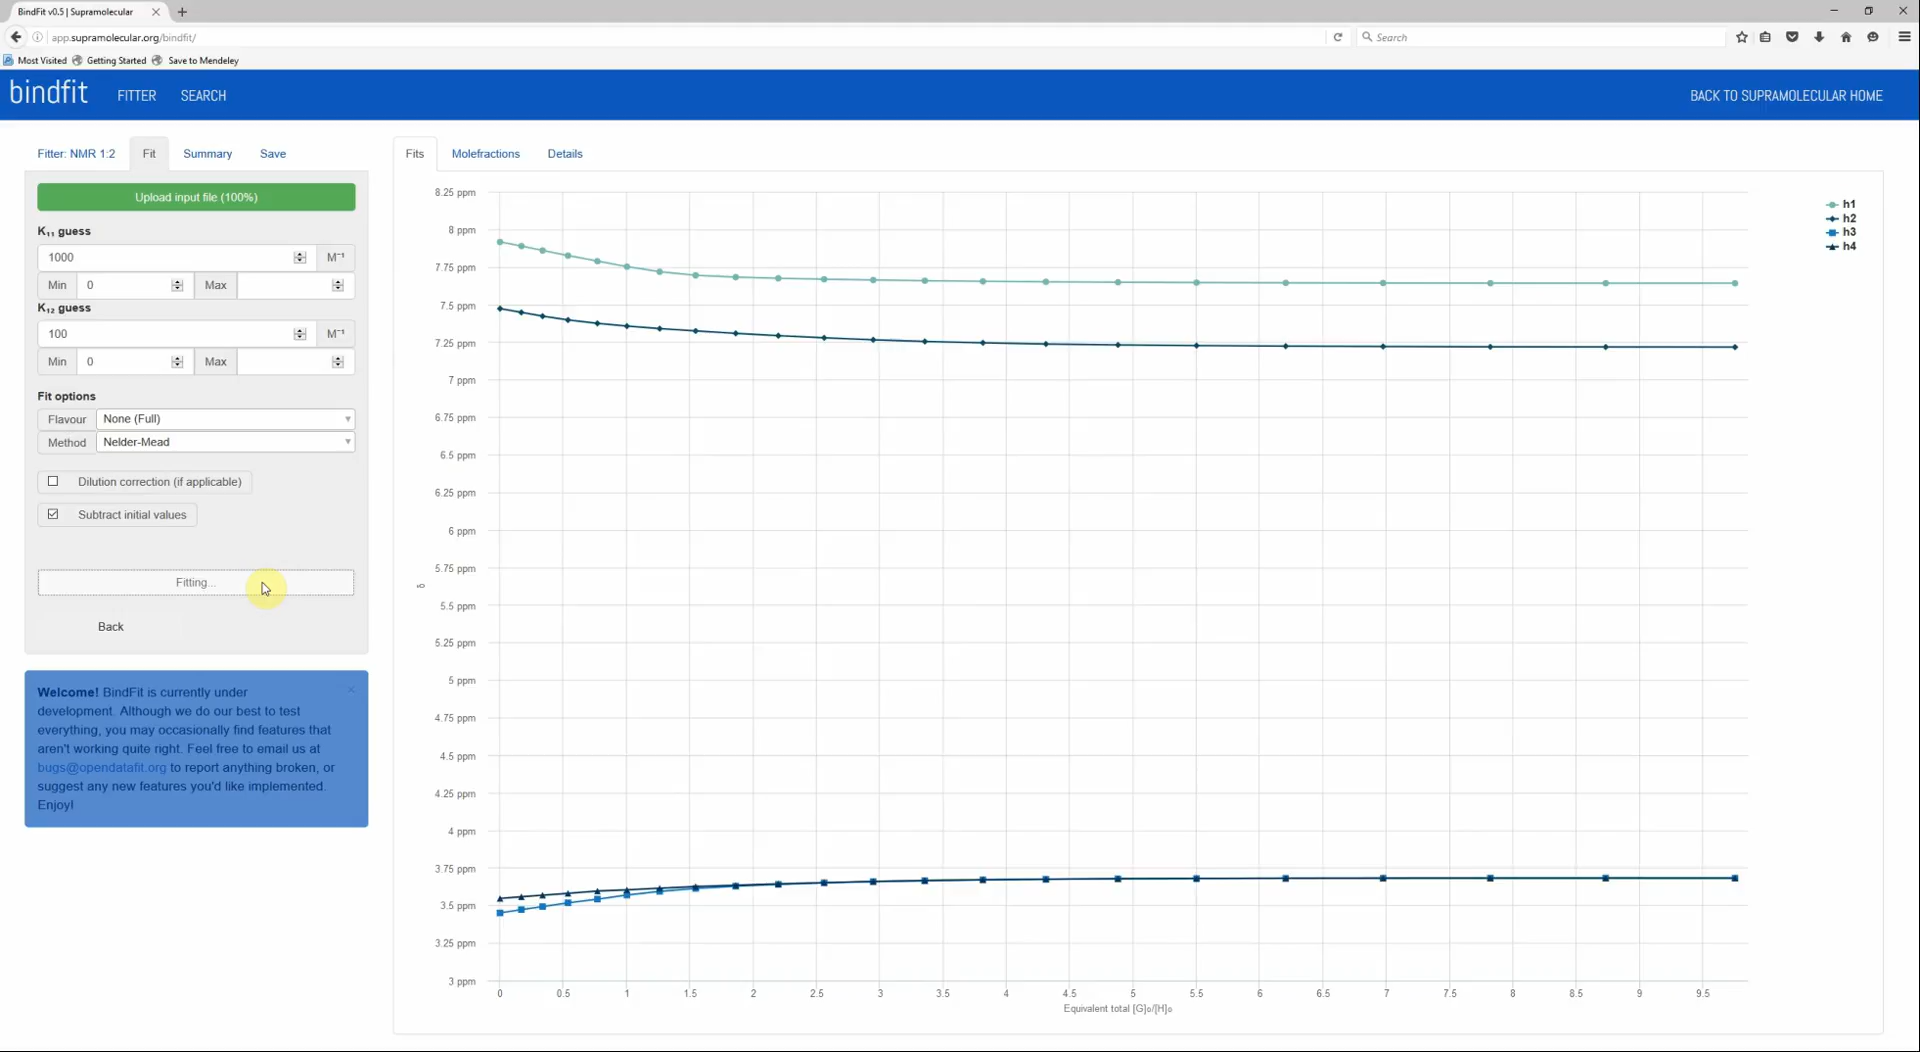 BindFit v0.5 | Supramolecular
app.supramolecular.org/bindfit/
Search
Most Visited Getting Started Save to Mendeley
bindfit FITTER SEARCH BACK TO SUPRAMOLECULAR HOME
Fitter: NMR 1:2 Fit Summary Save
Upload input file (100%)
K₁₁ guess
1000 M⁻¹
Min 0 Max
K₁₂ guess
100 M⁻¹
Min 0 Max
Fit options
Flavour None (Full)
Method Nelder-Mead
Dilution correction (if applicable)
Subtract initial values
Fitting...
Back
Welcome! BindFit is currently under
development. Although we do our best to test
everything, you may occasionally find features that
aren't working quite right. Feel free to email us at
bugs@opendatafit.org to report anything broken, or
suggest any new features you'd like implemented.
Enjoy!
Fits Molefractions Details
8.25 ppm
8 ppm
7.75 ppm
7.5 ppm
7.25 ppm
7 ppm
6.75 ppm
6.5 ppm
6.25 ppm
6 ppm
5.75 ppm
δ
5.5 ppm
5.25 ppm
5 ppm
4.75 ppm
4.5 ppm
4.25 ppm
4 ppm
3.75 ppm
3.5 ppm
3.25 ppm
3 ppm
0 0.5 1 1.5 2 2.5 3 3.5 4 4.5 5 5.5 6 6.5 7 7.5 8 8.5 9 9.5
Equivalent total [G]₀/[H]₀
h1
h2
h3
h4